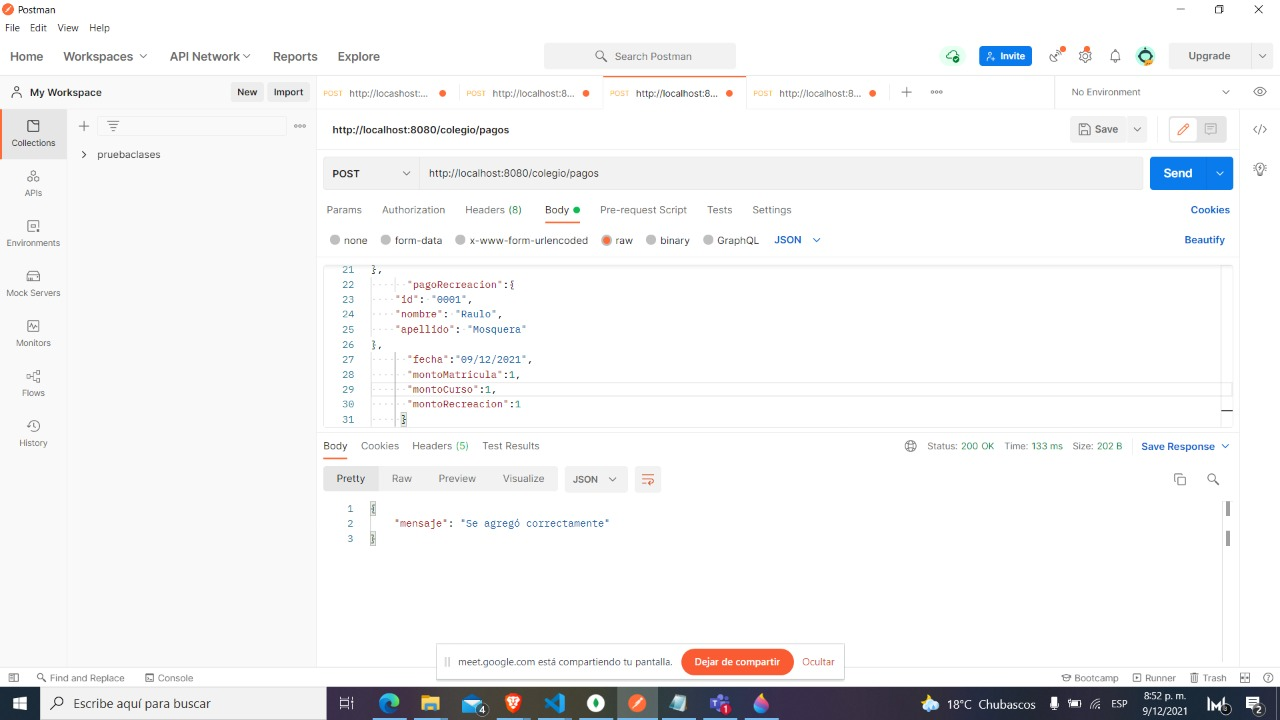 Postman
File Edit View Help
Home Workspaces API Network Reports Explore Search Postman Invite Upgrade
My Workspace New Import POST http://locashost:... POST http://localhost:8... POST http://localhost:8... POST http://localhost:8... No Environment
http://localhost:8080/colegio/pagos Save
Collections
pruebaclases
POST http://localhost:8080/colegio/pagos Send
APIs
Params Authorization Headers (8) Body Pre-request Script Tests Settings Cookies
Environments
none form-data x-www-form-urlencoded raw binary GraphQL JSON Beautify
Mock Servers
21 },
22 "pagoRecreacion":{
23 "id": "0001",
24 "nombre": "Raulo",
25 "apellido": "Mosquera"
26 },
27 "fecha":"09/12/2021",
28 "montoMatricula":1,
29 "montoCurso":1,
30 "montoRecreacion":1
31 }
Monitors
Flows
History
Body Cookies Headers (5) Test Results Status: 200 OK Time: 133 ms Size: 202 B Save Response
Pretty Raw Preview Visualize JSON
1 {
2 "mensaje": "Se agregó correctamente"
3 }
meet.google.com está compartiendo tu pantalla. Dejar de compartir Ocultar
Find and Replace Console Bootcamp Runner Trash
Escribe aquí para buscar 4 1 18°C Chubascos ESP 8:52 p. m. 9/12/2021 2